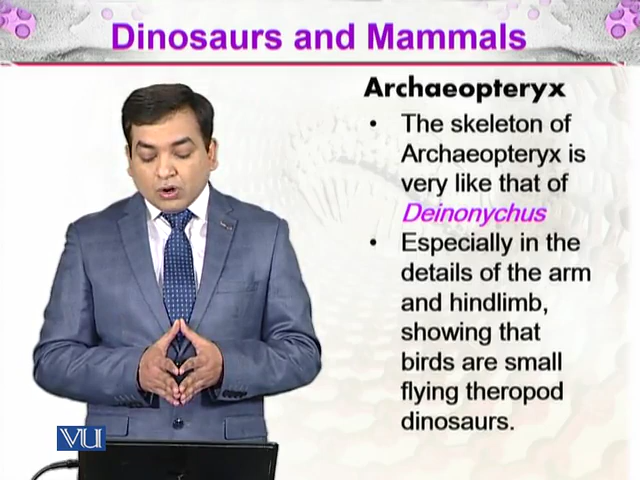 Dinosaurs and Mammals
Archaeopteryx
• The skeleton of
Archaeopteryx is
very like that of
Deinonychus
• Especially in the
details of the arm
and hindlimb,
showing that
birds are small
flying theropod
dinosaurs.
VU